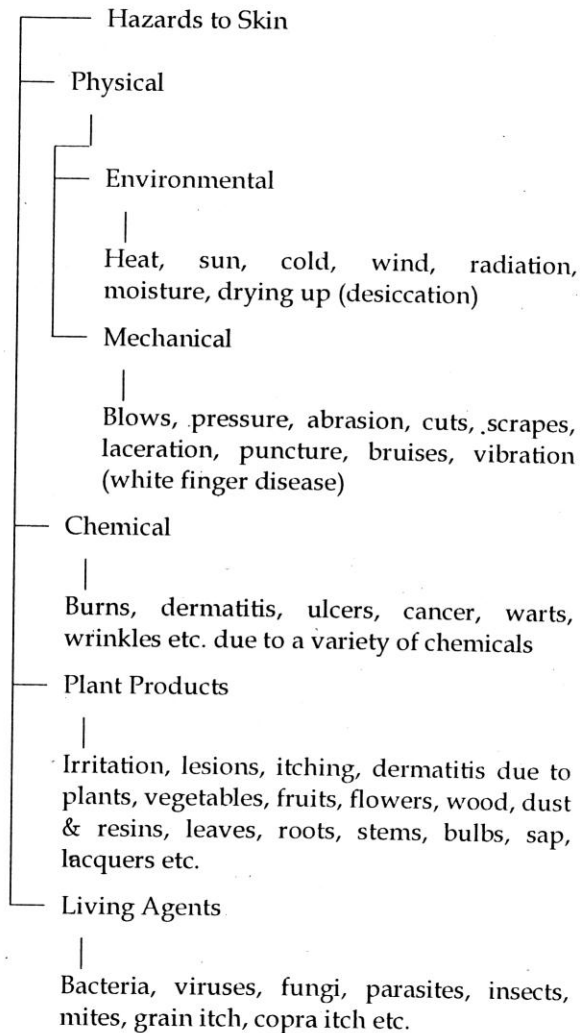 Hazards to Skin
Physical
Environmental
Heat, sun, cold, wind, radiation,
moisture, drying up (desiccation)
Mechanical
Blows, pressure, abrasion, cuts, scrapes,
laceration, puncture, bruises, vibration
(white finger disease)
Chemical
Burns, dermatitis, ulcers, cancer, warts,
wrinkles etc. due to a variety of chemicals
Plant Products
Irritation, lesions, itching, dermatitis due to
plants, vegetables, fruits, flowers, wood, dust
& resins, leaves, roots, stems, bulbs, sap,
lacquers etc.
Living Agents
Bacteria, viruses, fungi, parasites, insects,
mites, grain itch, copra itch etc.